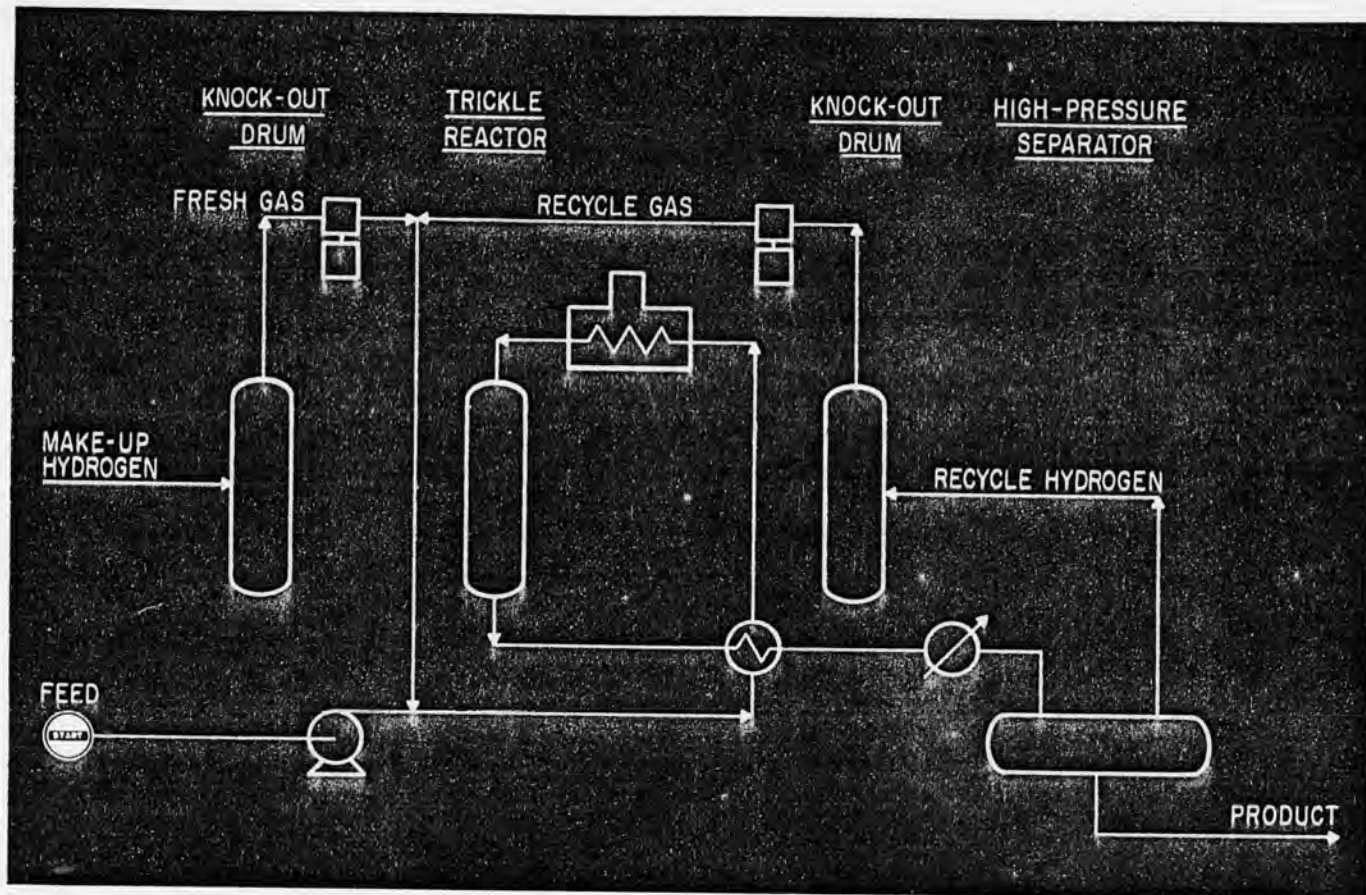 KNOCK-OUT
DRUM
TRICKLE
REACTOR
KNOCK-OUT
DRUM
HIGH-PRESSURE
SEPARATOR
FRESH GAS
RECYCLE GAS
MAKE-UP
HYDROGEN
RECYCLE HYDROGEN
FEED
START
PRODUCT